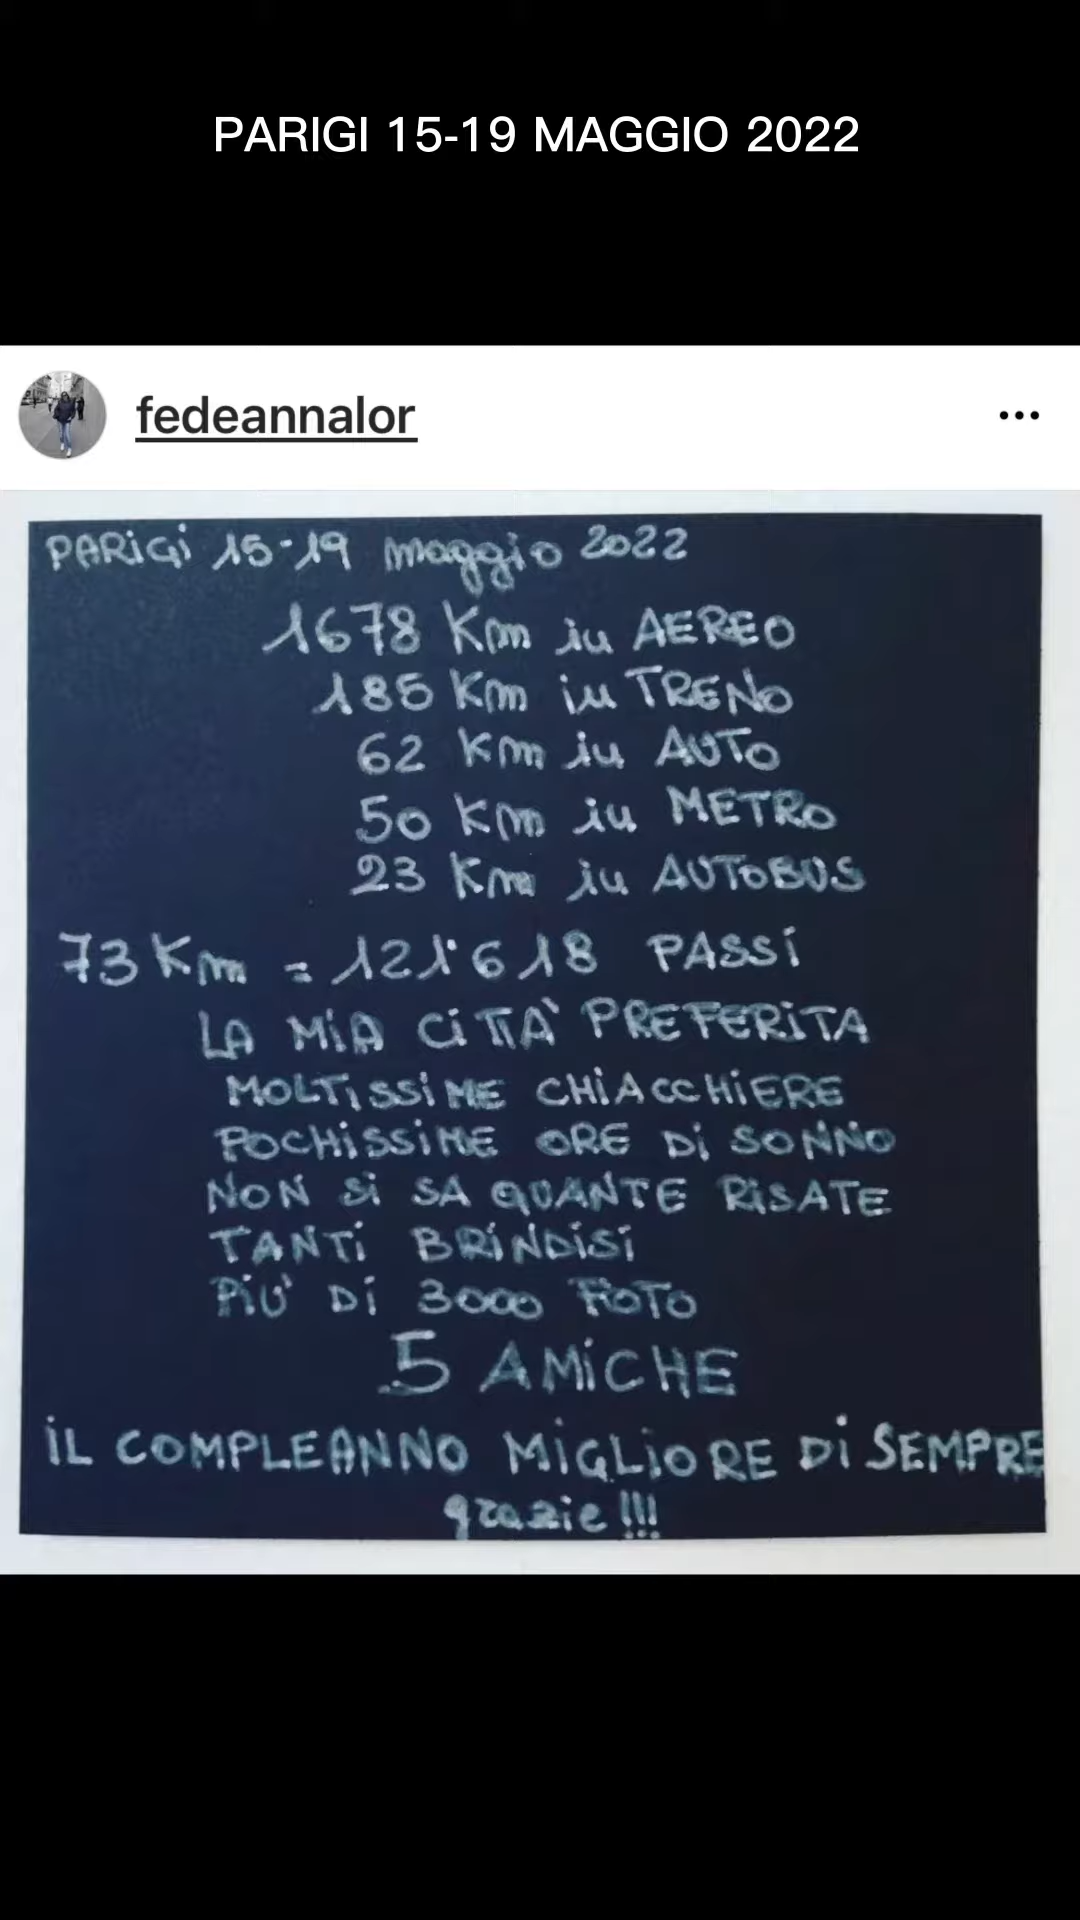 PARIGI 15-19 MAGGIO 2022
fedeannalor
PARiGi 15-19 maggio 2022
1678 Km in AEREO
185 Km in TRENO
62 Km in AUTO
50 Km in METRO
23 Km in AUTOBUS
73 Km = 121'618 PASSi
LA MiA CiTTÀ PREFERiTA
MOLTiSSiME CHiACCHiERE
POCHiSSiME ORE Di SONNO
NON Si SA QUANTE RiSATE
TANTi BRiNDiSi
PiU' Di 3000 FOTO
5 AMiCHE
iL COMPLEANNO MiGLiORE Di SEMPRE
grazie!!!